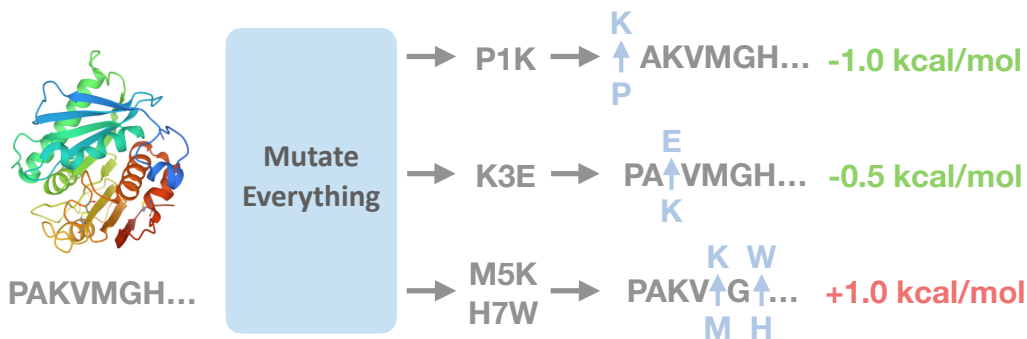 K
P1K AKVMGH... -1.0 kcal/mol
P
Mutate
Everything
E
K3E PA VMGH... -0.5 kcal/mol
K
PAKVMGH...
K W
M5K
H7W
PAKV G ... +1.0 kcal/mol
M H